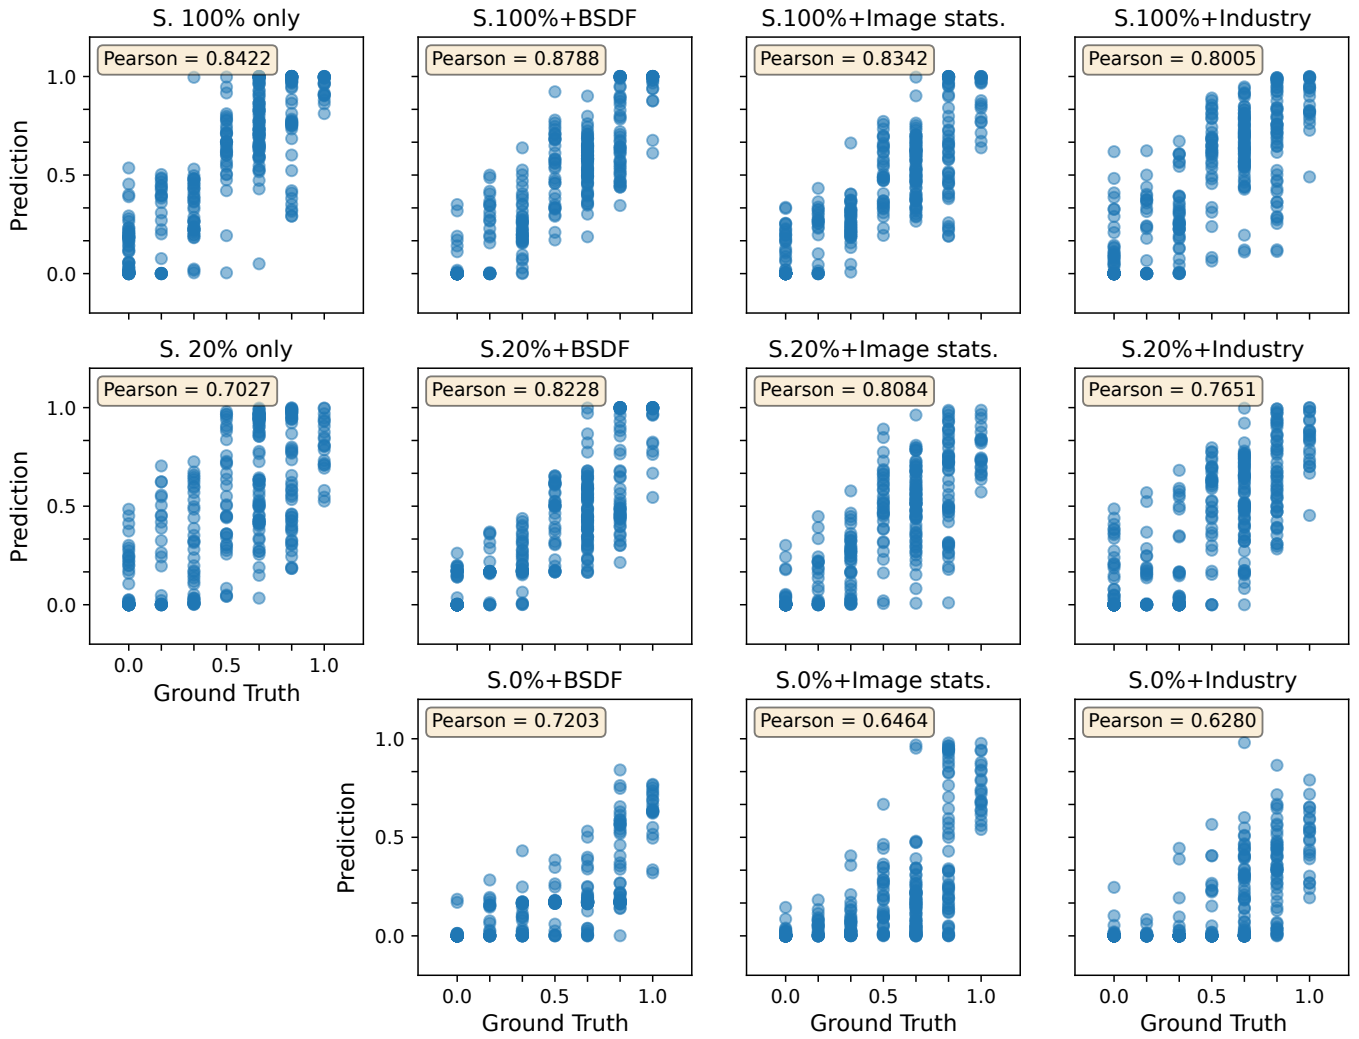 S. 100% only
S.100%+BSDF
S.100%+Image stats.
S.100%+Industry
Pearson = 0.8422
Pearson = 0.8788
Pearson = 0.8342
Pearson = 0.8005
1.0
0.5
0.0
Prediction
S. 20% only
S.20%+BSDF
S.20%+Image stats.
S.20%+Industry
Pearson = 0.7027
Pearson = 0.8228
Pearson = 0.8084
Pearson = 0.7651
1.0
0.5
0.0
Prediction
0.0 0.5 1.0
Ground Truth
S.0%+BSDF
S.0%+Image stats.
S.0%+Industry
Pearson = 0.7203
Pearson = 0.6464
Pearson = 0.6280
1.0
0.5
0.0
Prediction
0.0 0.5 1.0
0.0 0.5 1.0
0.0 0.5 1.0
Ground Truth
Ground Truth
Ground Truth